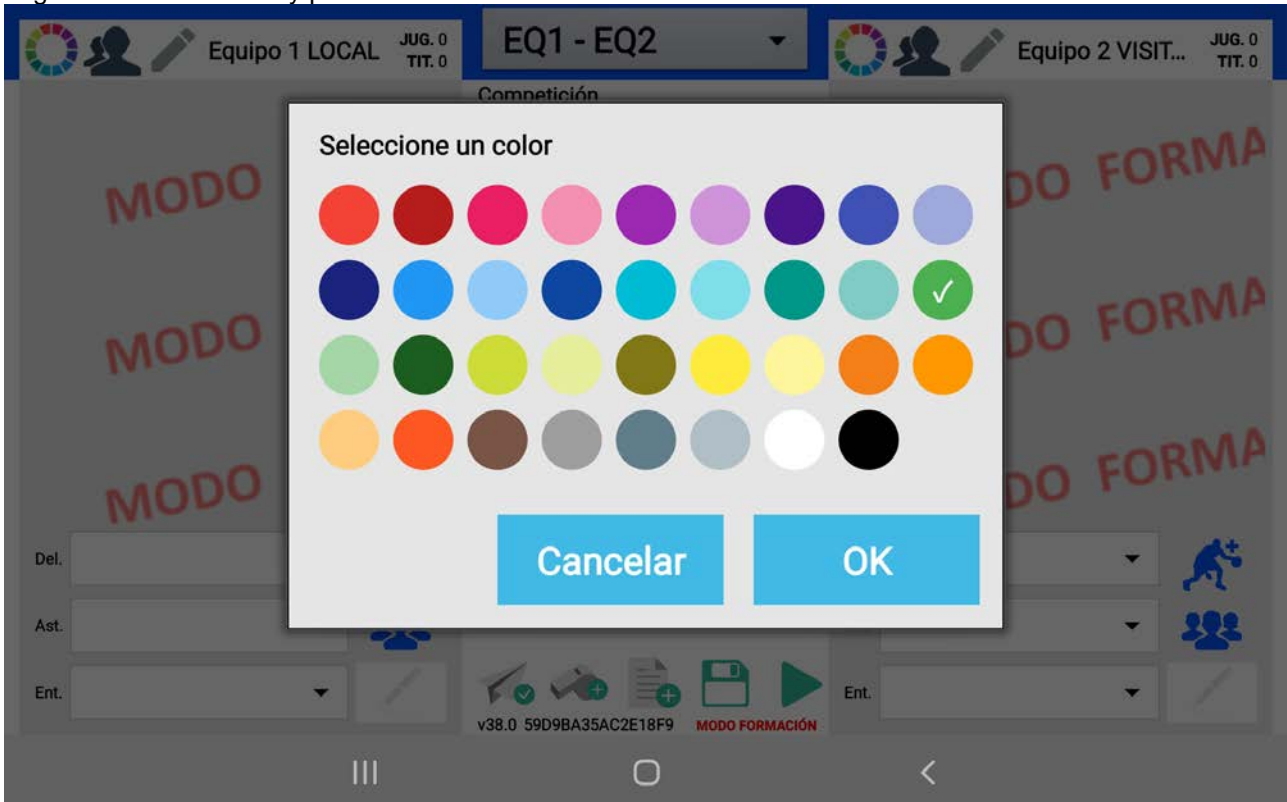 Equipo 1 LOCAL
JUG. 0
TIT. 0
EQ1 - EQ2
Equipo 2 VISIT...
JUG. 0
TIT. 0
Competición
Seleccione un color
MODO
DO FORMA
MODO
DO FORMA
MODO
DO FORMA
Cancelar
OK
Del.
Ast.
Ent.
Ent.
v38.0 59D9BA35AC2E18F9
MODO FORMACIÓN